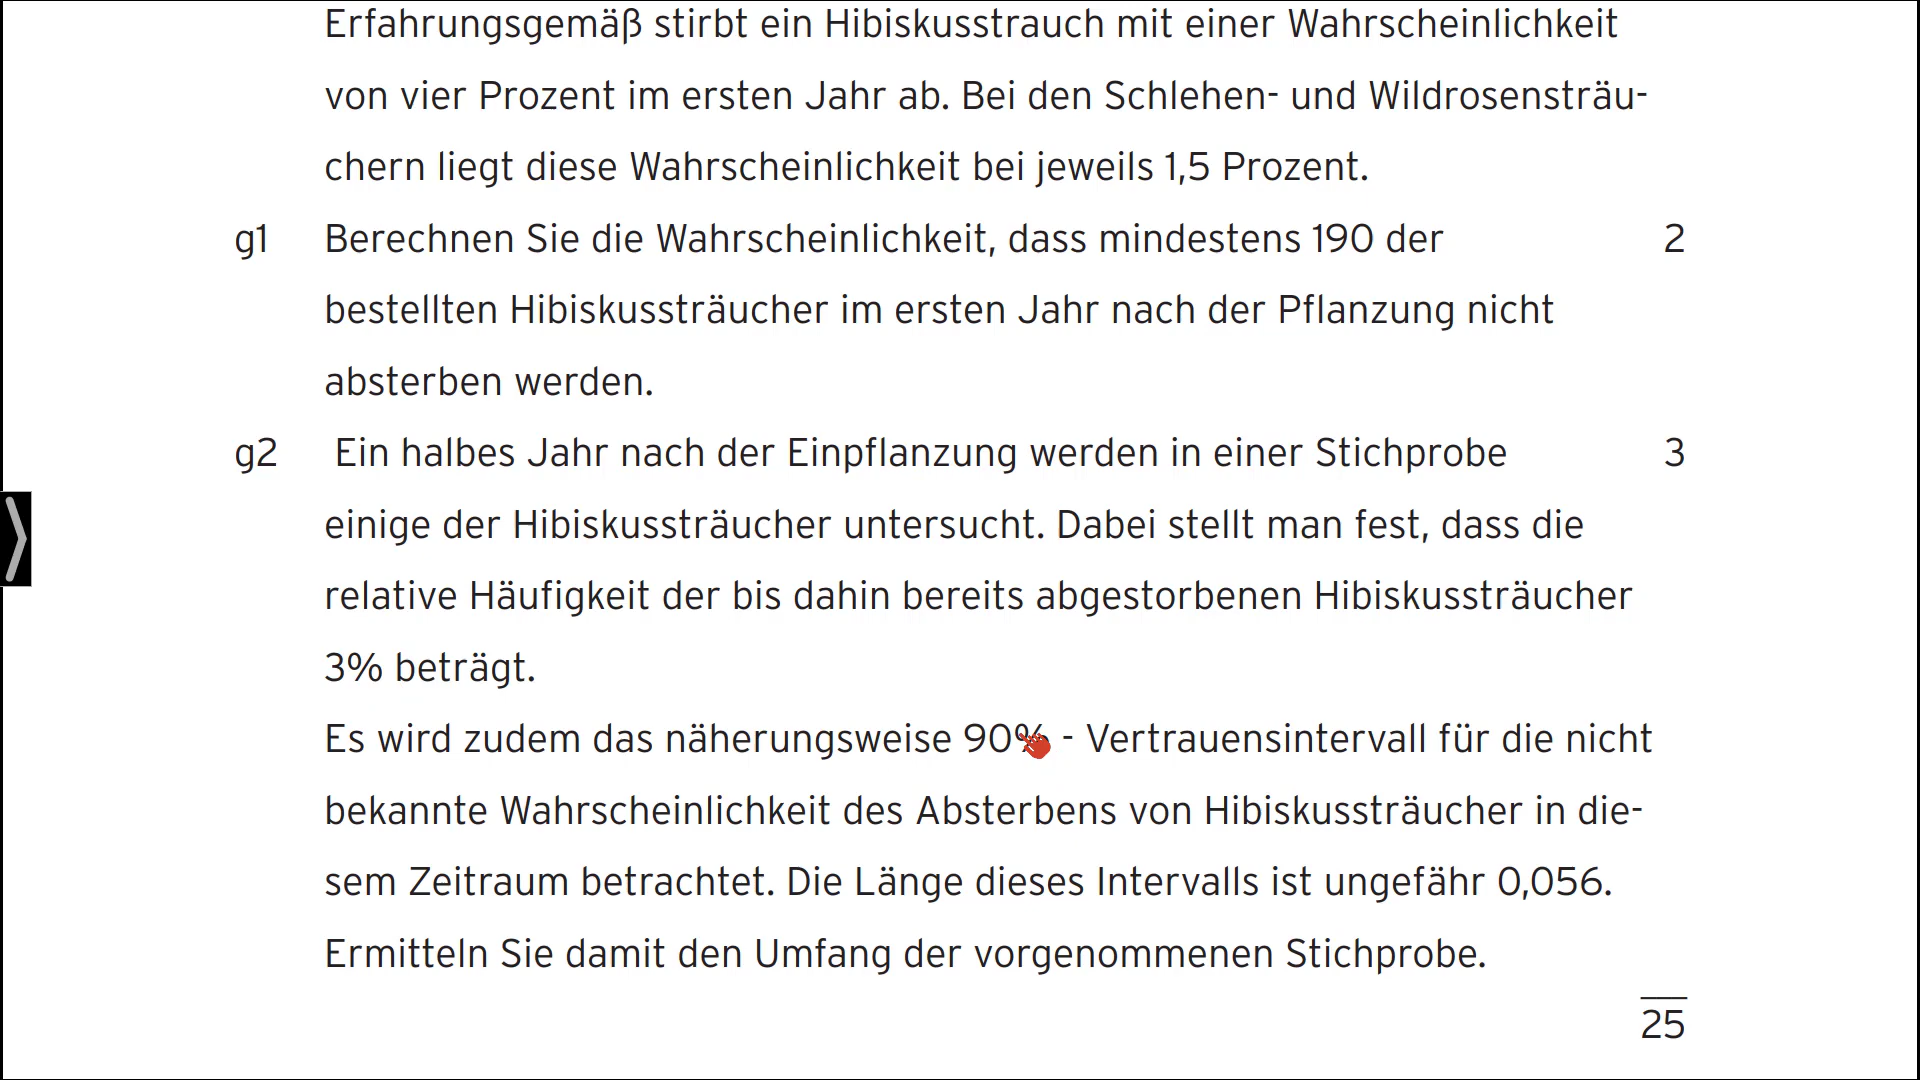 Erfahrungsgemäß stirbt ein Hibiskusstrauch mit einer Wahrscheinlichkeit
von vier Prozent im ersten Jahr ab. Bei den Schlehen- und Wildrosensträu-
chern liegt diese Wahrscheinlichkeit bei jeweils 1,5 Prozent.
g1 Berechnen Sie die Wahrscheinlichkeit, dass mindestens 190 der 2
bestellten Hibiskussträucher im ersten Jahr nach der Pflanzung nicht
absterben werden.
g2 Ein halbes Jahr nach der Einpflanzung werden in einer Stichprobe 3
einige der Hibiskussträucher untersucht. Dabei stellt man fest, dass die
relative Häufigkeit der bis dahin bereits abgestorbenen Hibiskussträucher
3% beträgt.
Es wird zudem das näherungsweise 90% - Vertrauensintervall für die nicht
bekannte Wahrscheinlichkeit des Absterbens von Hibiskussträucher in die-
sem Zeitraum betrachtet. Die Länge dieses Intervalls ist ungefähr 0,056.
Ermitteln Sie damit den Umfang der vorgenommenen Stichprobe.
25